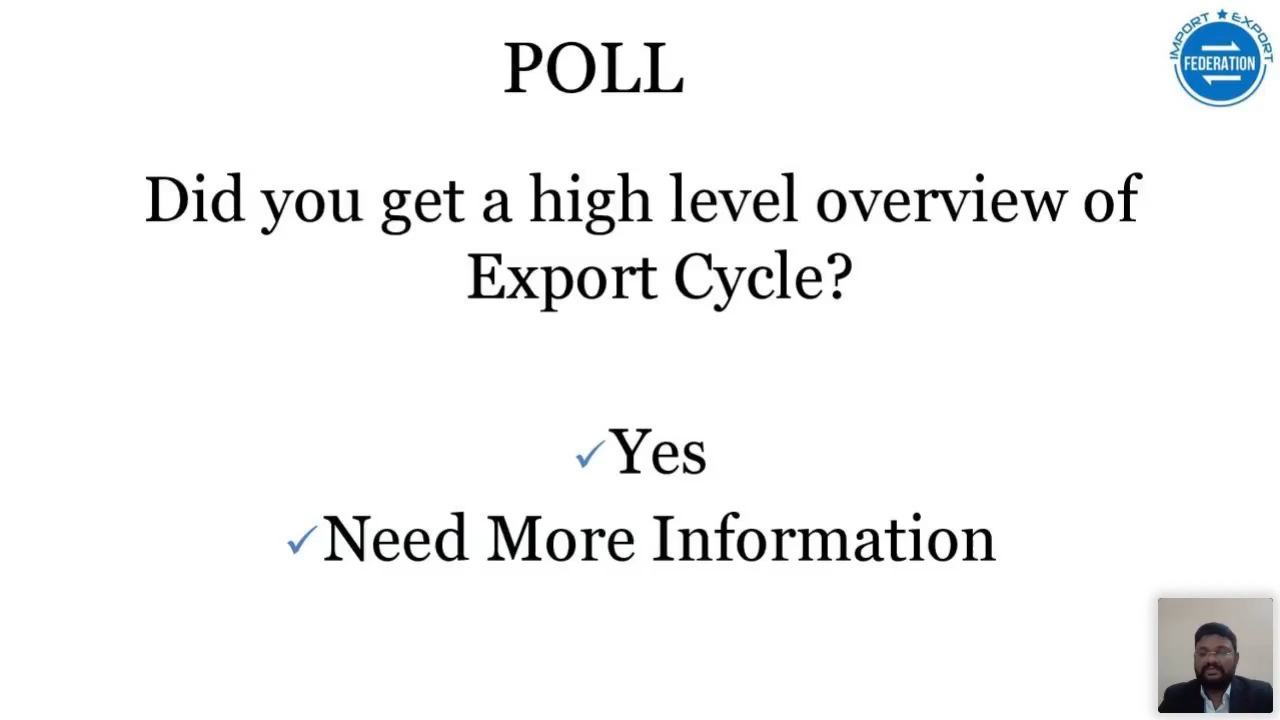 POLL
IMPORT ★ EXPORT
FEDERATION
Did you get a high level overview of
Export Cycle?
✓Yes
✓Need More Information